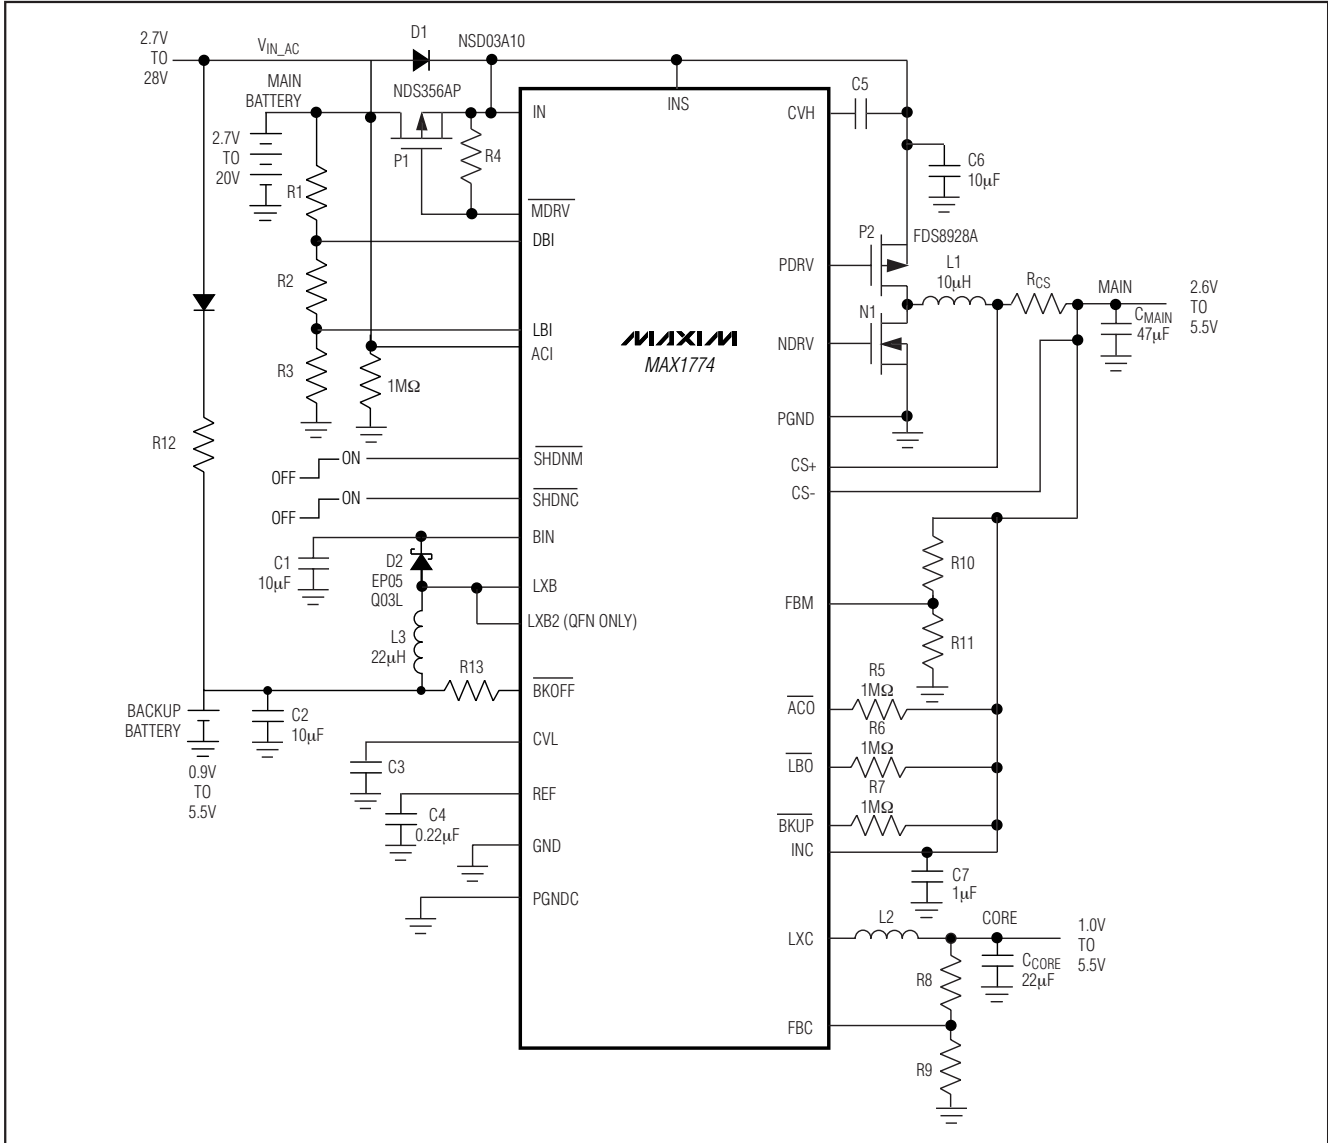 2.7V
TO
28V
V_IN_AC
D1
NSD03A10
MAIN
BATTERY
2.7V
TO
20V
NDS356AP
P1
R4
R1
R2
R3
1MΩ
R12
OFF
ON
OFF
ON
C1
10μF
D2
EP05
Q03L
L3
22μH
R13
BACKUP
BATTERY
0.9V
TO
5.5V
C2
10μF
C3
C4
0.22μF
IN
MDRV
DBI
LBI
ACI
SHDNM
SHDNC
BIN
LXB
LXB2 (QFN ONLY)
BKOFF
CVL
REF
GND
PGNDC
INS
MAXIM
MAX1774
CVH
PDRV
NDRV
PGND
CS+
CS-
FBM
ACO
LBO
BKUP
INC
LXC
FBC
C5
C6
10μF
P2
FDS8928A
L1
10μH
R_CS
MAIN
2.6V
TO
5.5V
N1
C_MAIN
47μF
R10
R11
R5
1MΩ
R6
1MΩ
R7
1MΩ
C7
1μF
L2
CORE
1.0V
TO
5.5V
C_CORE
22μF
R8
R9